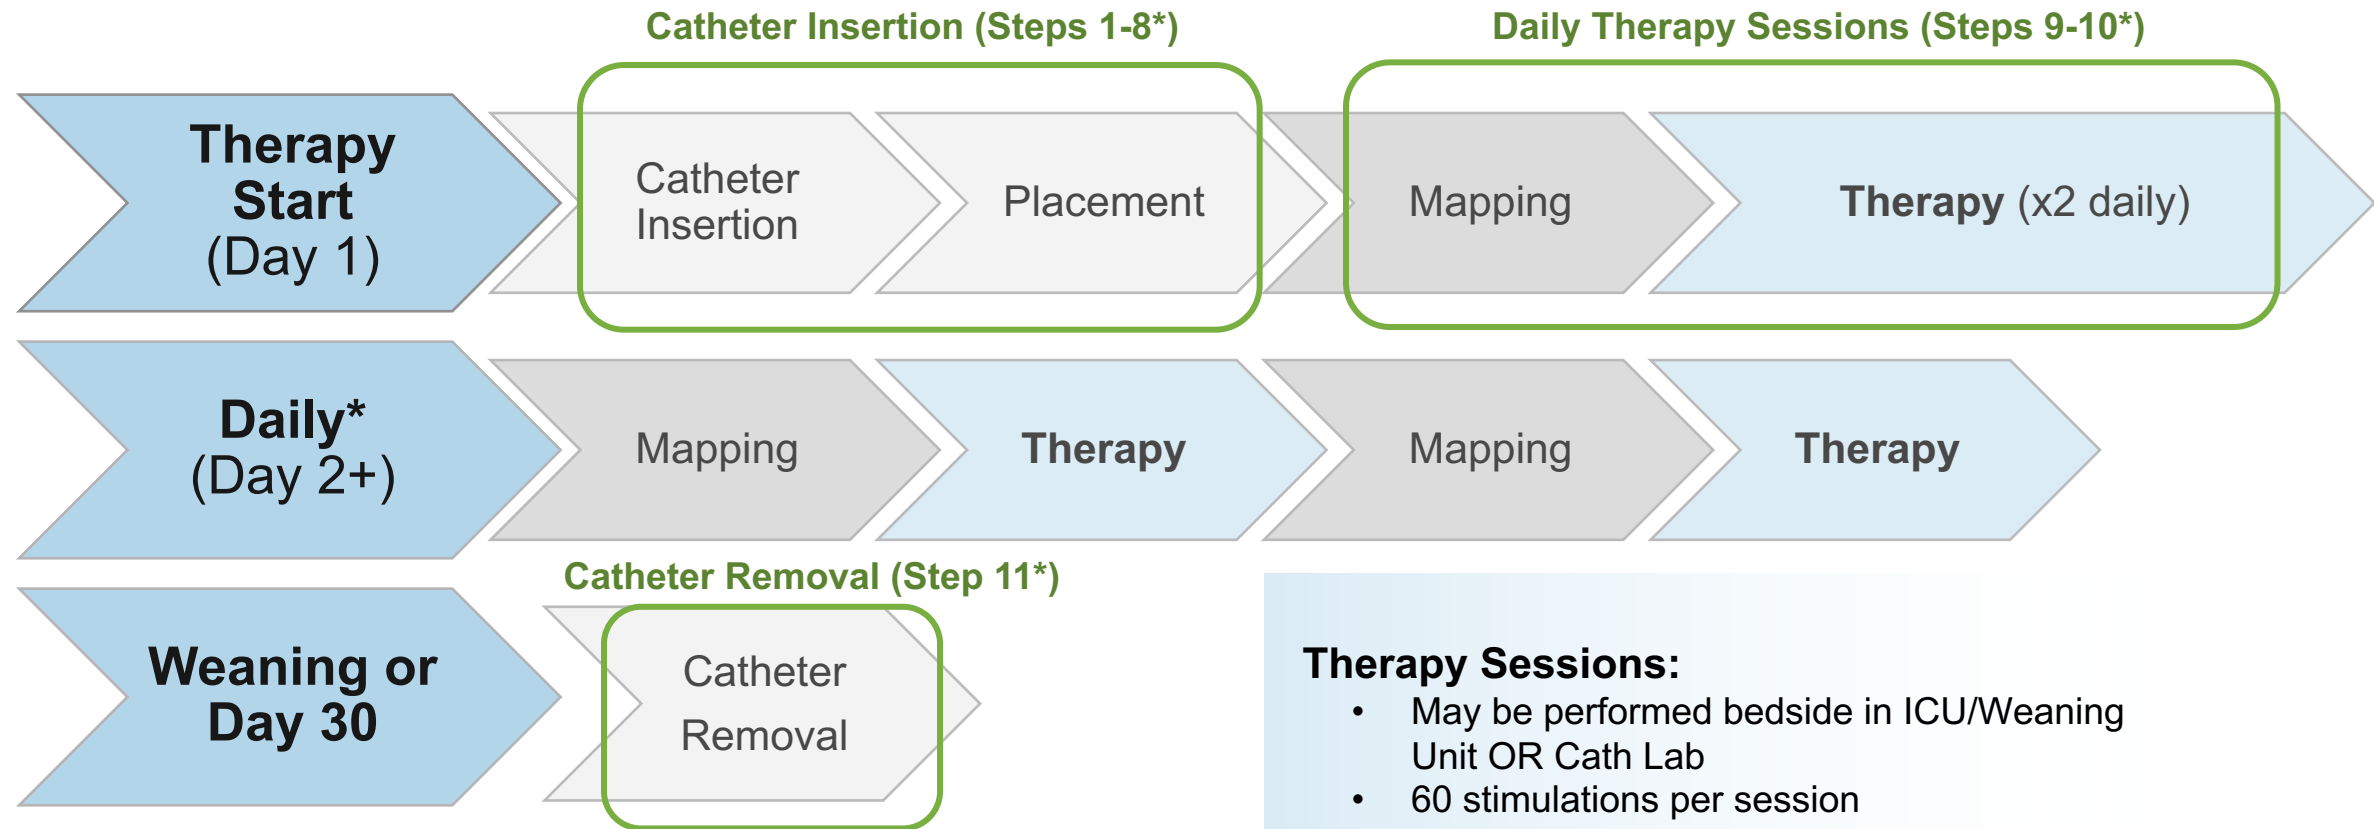 Catheter Insertion (Steps 1-8*)
Daily Therapy Sessions (Steps 9-10*)
Therapy
Start
(Day 1)
Catheter
Insertion
Placement
Mapping
Therapy (x2 daily)
Daily*
(Day 2+)
Mapping
Therapy
Mapping
Therapy
Catheter Removal (Step 11*)
Weaning or
Day 30
Catheter
Removal
Therapy Sessions:
• May be performed bedside in ICU/Weaning
Unit OR Cath Lab
• 60 stimulations per session